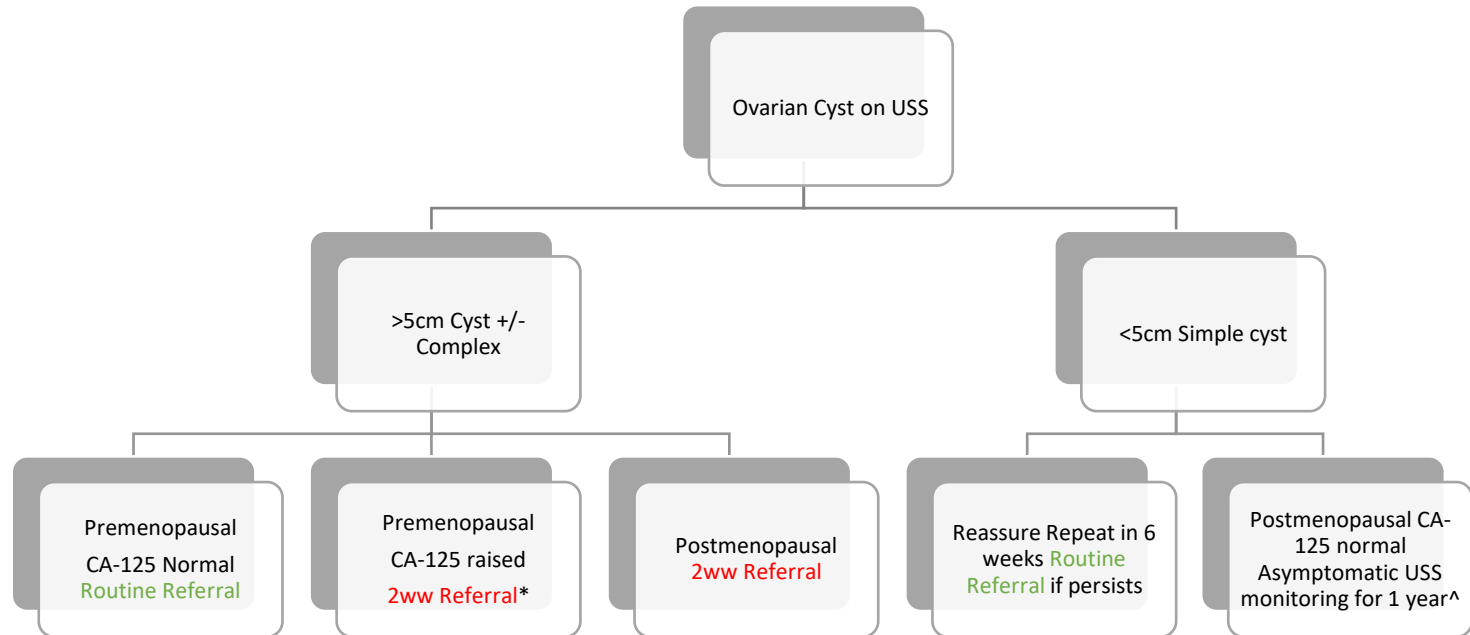 Ovarian Cyst on USS
>5cm Cyst +/-
Complex
<5cm Simple cyst
Premenopausal
CA-125 Normal
Routine Referral
Premenopausal
CA-125 raised
2ww Referral*
Postmenopausal
2ww Referral
Reassure Repeat in 6
weeks Routine
Referral if persists
Postmenopausal CA-
125 normal
Asymptomatic USS
monitoring for 1 year^